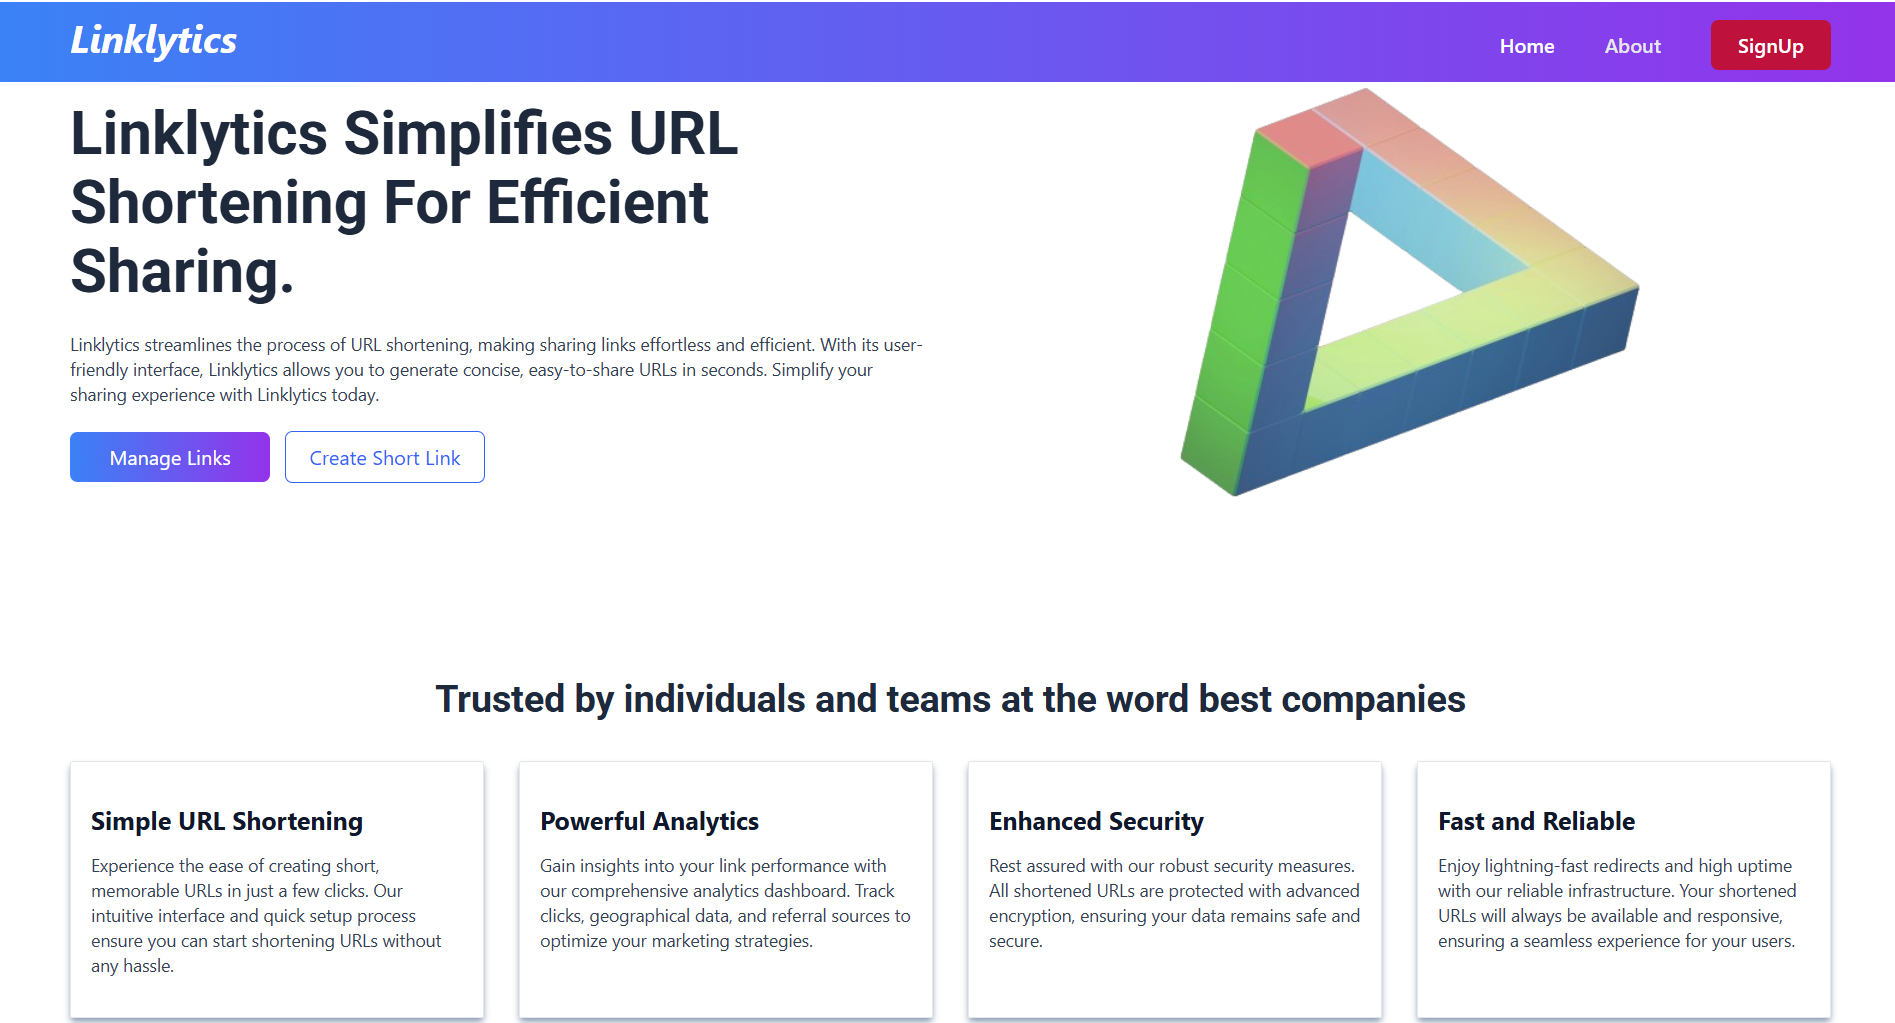 Linklytics
Home
About
SignUp
Linklytics Simplifies URL
Shortening For Efficient
Sharing.
Linklytics streamlines the process of URL shortening, making sharing links effortless and efficient. With its user-
friendly interface, Linklytics allows you to generate concise, easy-to-share URLs in seconds. Simplify your
sharing experience with Linklytics today.
Manage Links
Create Short Link
Trusted by individuals and teams at the word best companies
Simple URL Shortening
Experience the ease of creating short,
memorable URLs in just a few clicks. Our
intuitive interface and quick setup process
ensure you can start shortening URLs without
any hassle.
Powerful Analytics
Gain insights into your link performance with
our comprehensive analytics dashboard. Track
clicks, geographical data, and referral sources to
optimize your marketing strategies.
Enhanced Security
Rest assured with our robust security measures.
All shortened URLs are protected with advanced
encryption, ensuring your data remains safe and
secure.
Fast and Reliable
Enjoy lightning-fast redirects and high uptime
with our reliable infrastructure. Your shortened
URLs will always be available and responsive,
ensuring a seamless experience for your users.